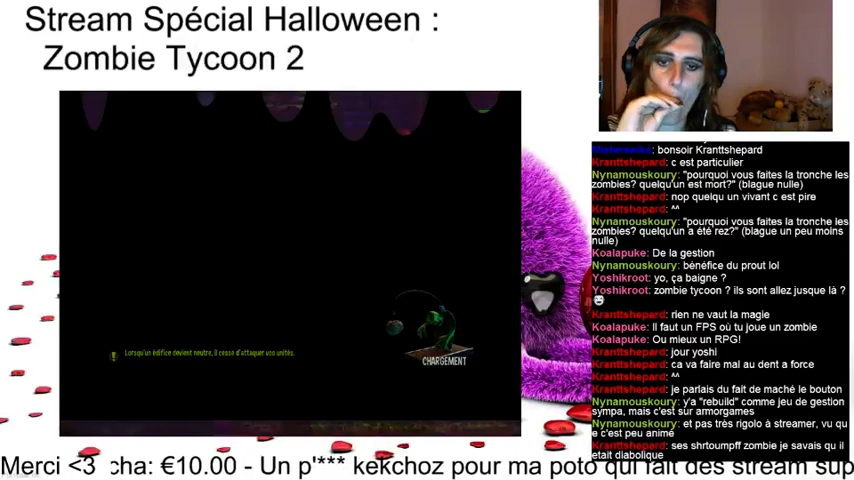 Stream Spécial Halloween :
Zombie Tycoon 2
bonsoir Kranttshepard
Kranttshepard: c est particulier
Nynamouskoury: "pourquoi vous faites la tronche les
zombies? quelqu'un est mort?" (blague nulle)
Kranttshepard: nop quelqu un vivant c est pire
Kranttshepard: ^^
Nynamouskoury: "pourquoi vous faites la tronche les
zombies? quelqu'un a été rez?" (blague un peu moins
nulle)
Koalapuke: De la gestion
Nynamouskoury: bénéfice du prout lol
Yoshikroot: yo, ça baigne ?
Yoshikroot: zombie tycoon ? ils sont allez jusque là ?
Kranttshepard: rien ne vaut la magie
Koalapuke: Il faut un FPS où tu joue un zombie
Koalapuke: Ou mieux un RPG!
Kranttshepard: jour yoshi
Kranttshepard: ca va faire mal au dent a force
Kranttshepard: ^^
Kranttshepard: je parlais du fait de maché le bouton
Nynamouskoury: y'a "rebuild" comme jeu de gestion
sympa, mais c'est sur armorgames
Nynamouskoury: et pas très rigolo à streamer, vu qu
e c'est peu animé
Kranttshepard: ses shrtoumpff zombie je savais qu il
etait diabolique
Lorsqu'un édifice devient neutre, il cesse d'attaquer vos unités.
CHARGEMENT
Merci <3 cha: €10.00 - Un p'*** kekchoz pour ma poto qui fait des stream sup